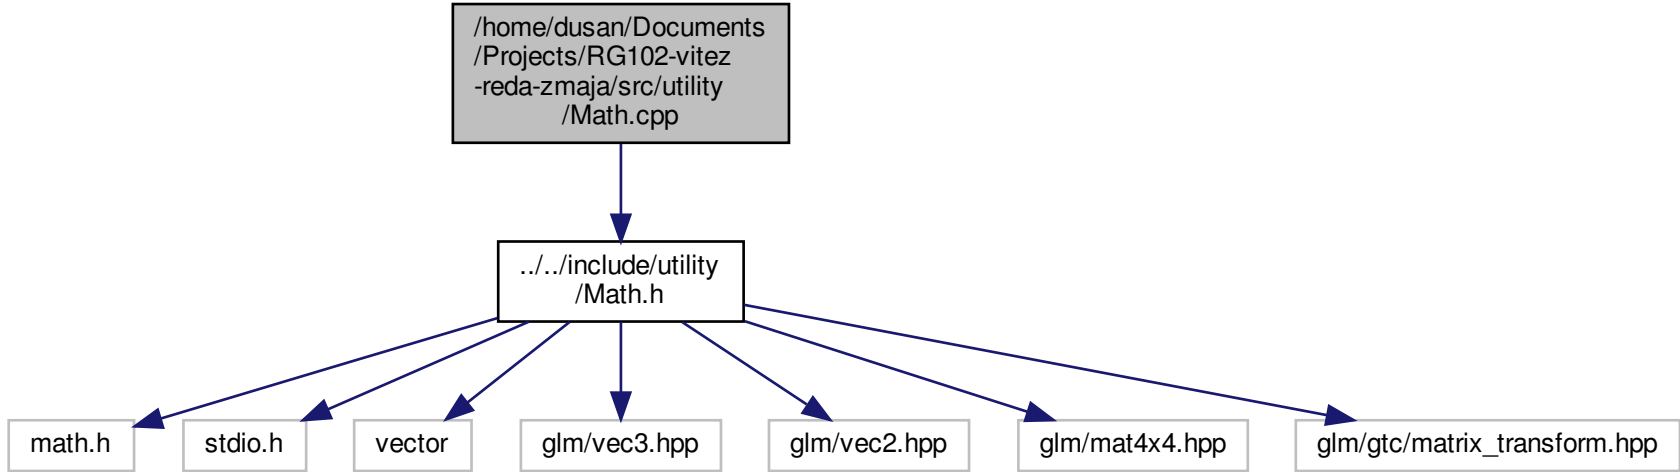 /home/dusan/Documents
/Projects/RG102-vitez
-reda-zmaja/src/utility
/Math.cpp
../../include/utility
/Math.h
math.h
stdio.h
vector
glm/vec3.hpp
glm/vec2.hpp
glm/mat4x4.hpp
glm/gtc/matrix_transform.hpp